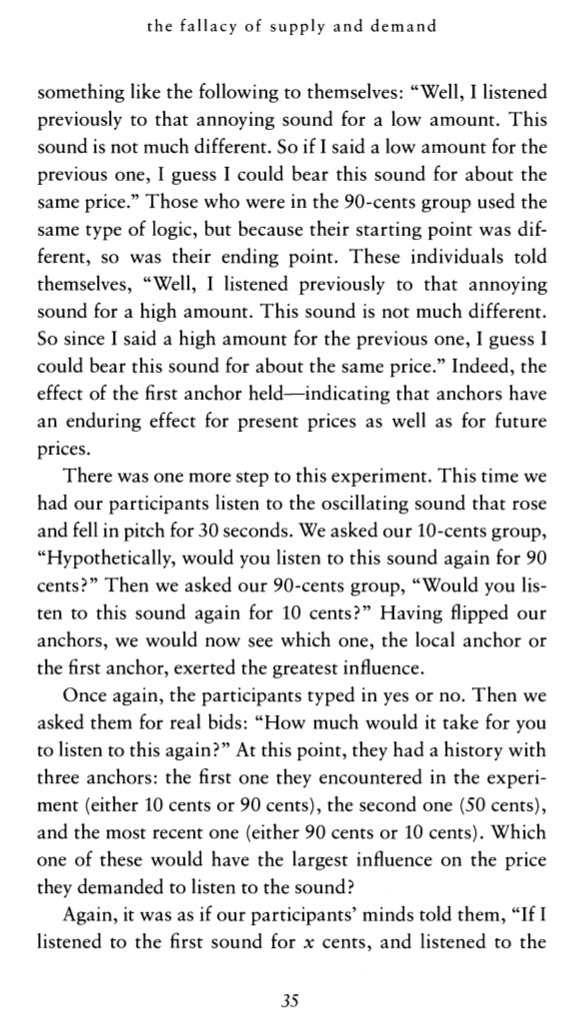 the fallacy of supply and demand
something like the following to themselves: “Well, I listened
previously to that annoying sound for a low amount. This
sound is not much different. So if I said a low amount for the
previous one, I guess I could bear this sound for about the
same price.” Those who were in the 90-cents group used the
same type of logic, but because their starting point was dif-
ferent, so was their ending point. These individuals told
themselves, “Well, I listened previously to that annoying
sound for a high amount. This sound is not much different.
So since I said a high amount for the previous one, I guess I
could bear this sound for about the same price.” Indeed, the
effect of the first anchor held—indicating that anchors have
an enduring effect for present prices as well as for future
prices.
There was one more step to this experiment. This time we
had our participants listen to the oscillating sound that rose
and fell in pitch for 30 seconds. We asked our 10-cents group,
“Hypothetically, would you listen to this sound again for 90
cents?” Then we asked our 90-cents group, “Would you lis-
ten to this sound again for 10 cents?” Having flipped our
anchors, we would now see which one, the local anchor or
the first anchor, exerted the greatest influence.
Once again, the participants typed in yes or no. Then we
asked them for real bids: “How much would it take for you
to listen to this again?” At this point, they had a history with
three anchors: the first one they encountered in the experi-
ment (either 10 cents or 90 cents), the second one (50 cents),
and the most recent one (either 90 cents or 10 cents). Which
one of these would have the largest influence on the price
they demanded to listen to the sound?
Again, it was as if our participants’ minds told them, “If I
listened to the first sound for x cents, and listened to the
35